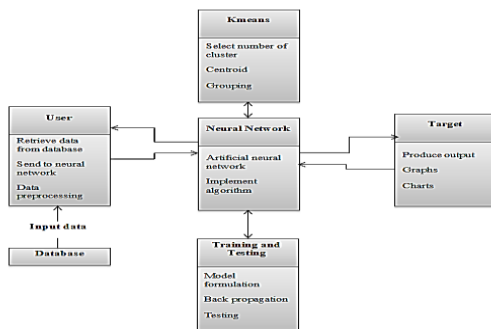 Kmeans
Select number of
cluster
Centroid
Grouping
User
Retrieve data
from database
Send to neural
network
Data
preprocessing
Neural Network
Artificial neural
network
Implement
algorithm
Target
Produce output
Graphs
Charts
Input data
Database
Training and
Testing
Model
formulation
Back propagation
Testing